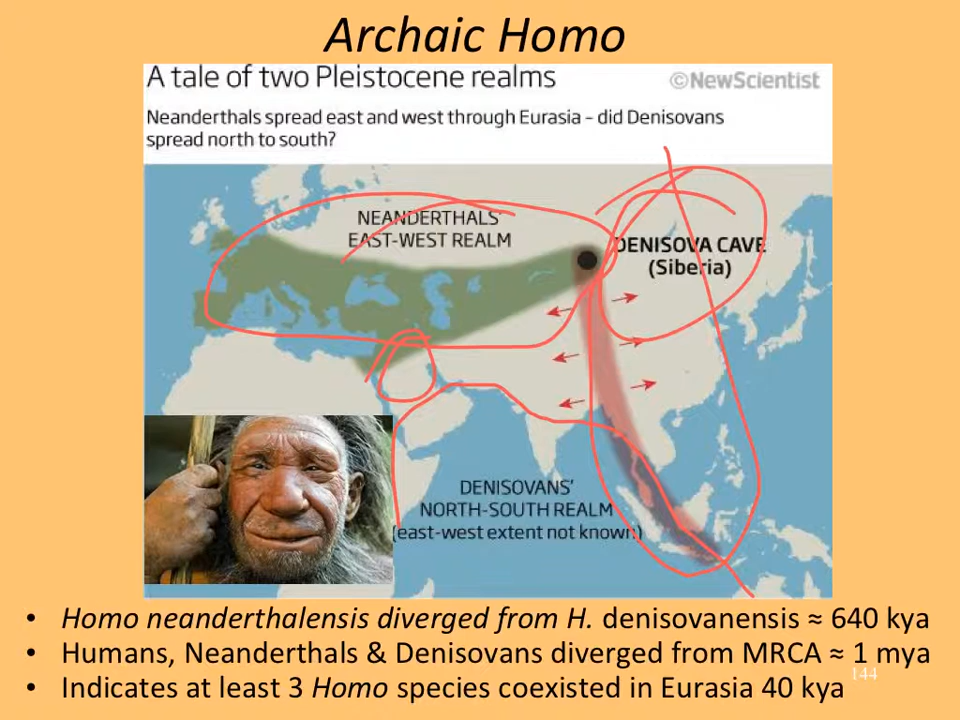 Archaic Homo
A tale of two Pleistocene realms
©NewScientist
Neanderthals spread east and west through Eurasia – did Denisovans
spread north to south?
NEANDERTHALS'
EAST-WEST REALM
DENISOVA CAVE
(Siberia)
DENISOVANS'
NORTH-SOUTH REALM
(east-west extent not known)
• Homo neanderthalensis diverged from H. denisovanensis ≈ 640 kya
• Humans, Neanderthals & Denisovans diverged from MRCA ≈ 1 mya
• Indicates at least 3 Homo species coexisted in Eurasia 40 kya
144